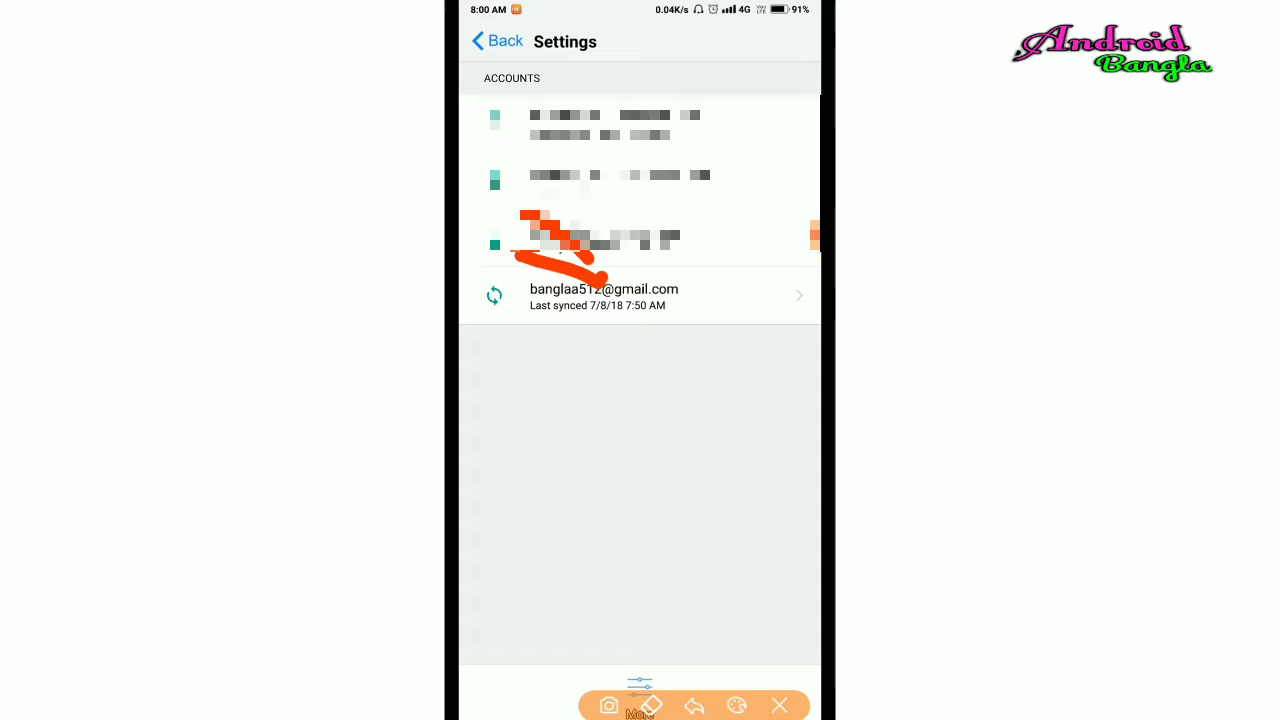 8:00 AM 0.04K/s 4G VoLTE 91%
Android
Bangla
Back Settings
ACCOUNTS
banglaa512@gmail.com
Last synced 7/8/18 7:50 AM
More